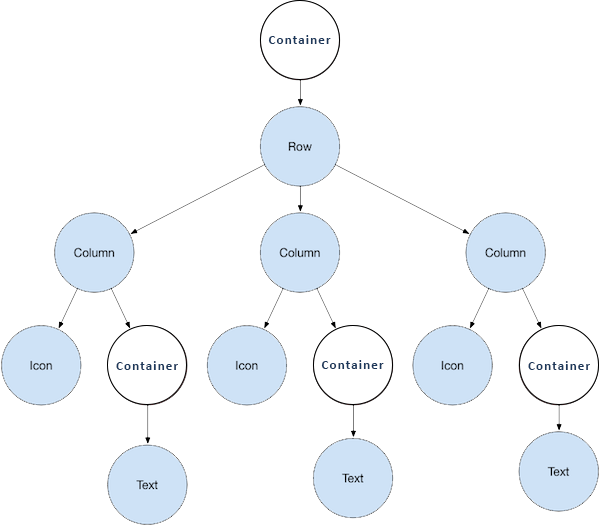 Container
Row
Column
Column
Column
Icon
Container
Icon
Container
Icon
Container
Text
Text
Text